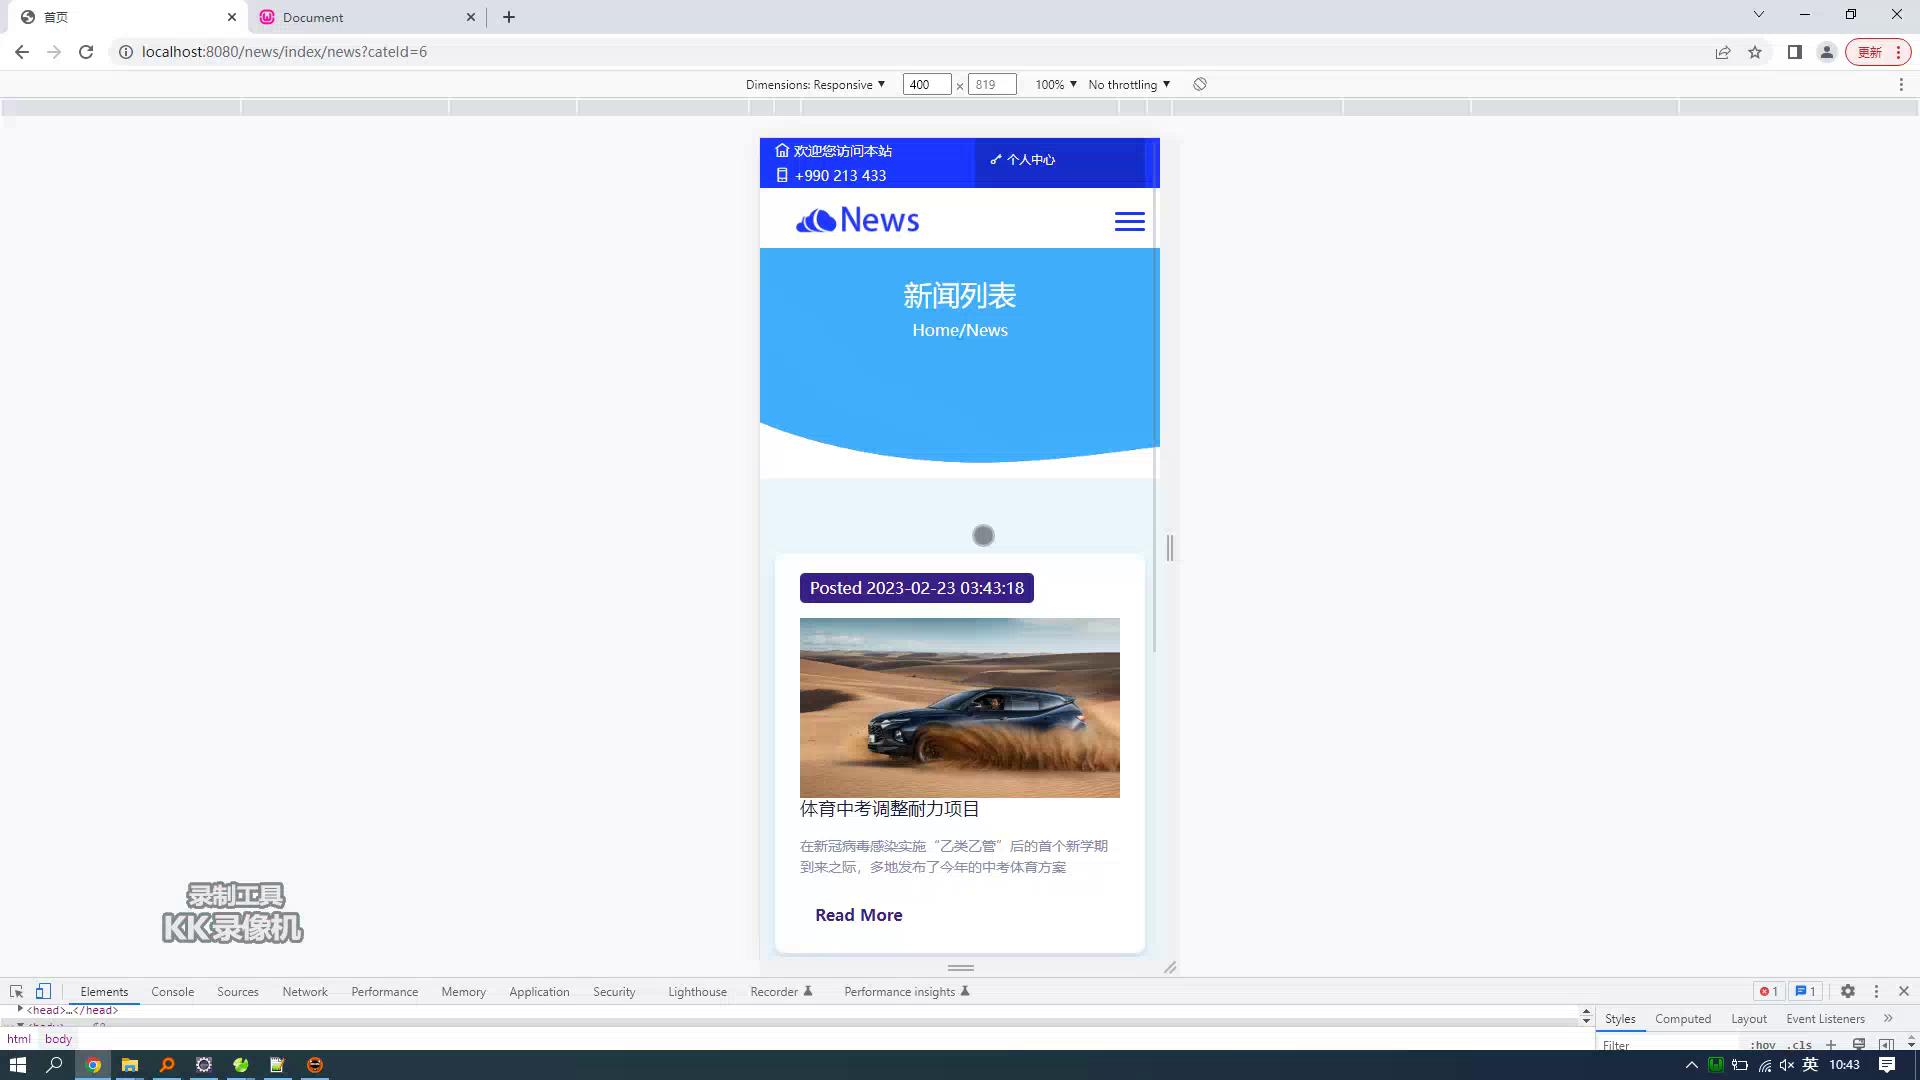 首页
Document
localhost:8080/news/index/news?cateId=6
更新
Dimensions: Responsive ▼ 400 × 819 100% ▼ No throttling ▼
欢迎您访问本站
+990 213 433
个人中心
News
新闻列表
Home/News
Posted 2023-02-23 03:43:18
体育中考调整耐力项目
在新冠病毒感染实施“乙类乙管”后的首个新学期
到来之际，多地发布了今年的中考体育方案
Read More
录制工具
KK录像机
Elements Console Sources Network Performance Memory Application Security Lighthouse Recorder Performance insights 1 1
<head>…</head>
html body
Styles Computed Layout Event Listeners »
Filter :hov .cls +
英 10:43